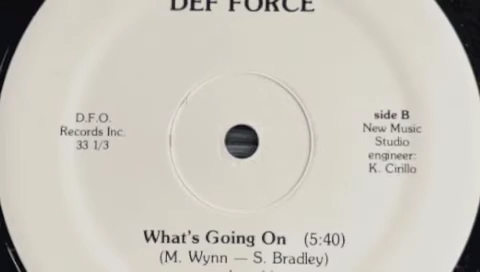 DEF FORCE
D.F.O.
Records Inc.
33 1/3
side B
New Music
Studio
engineer:
K. Cirillo
What's Going On (5:40)
(M. Wynn — S. Bradley)